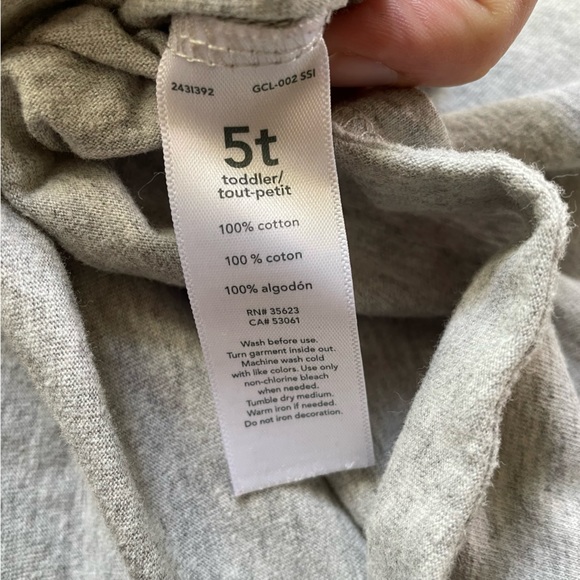 2431392 GCL-002 SSI
5t
toddler/
tout-petit
100% cotton
100% coton
100% algodón
RN# 35623
CA# 53061
Wash before use.
Turn garment inside out.
Machine wash cold
with like colors. Use only
non-chlorine bleach
when needed.
Tumble dry medium.
Warm iron if needed.
Do not iron decoration.